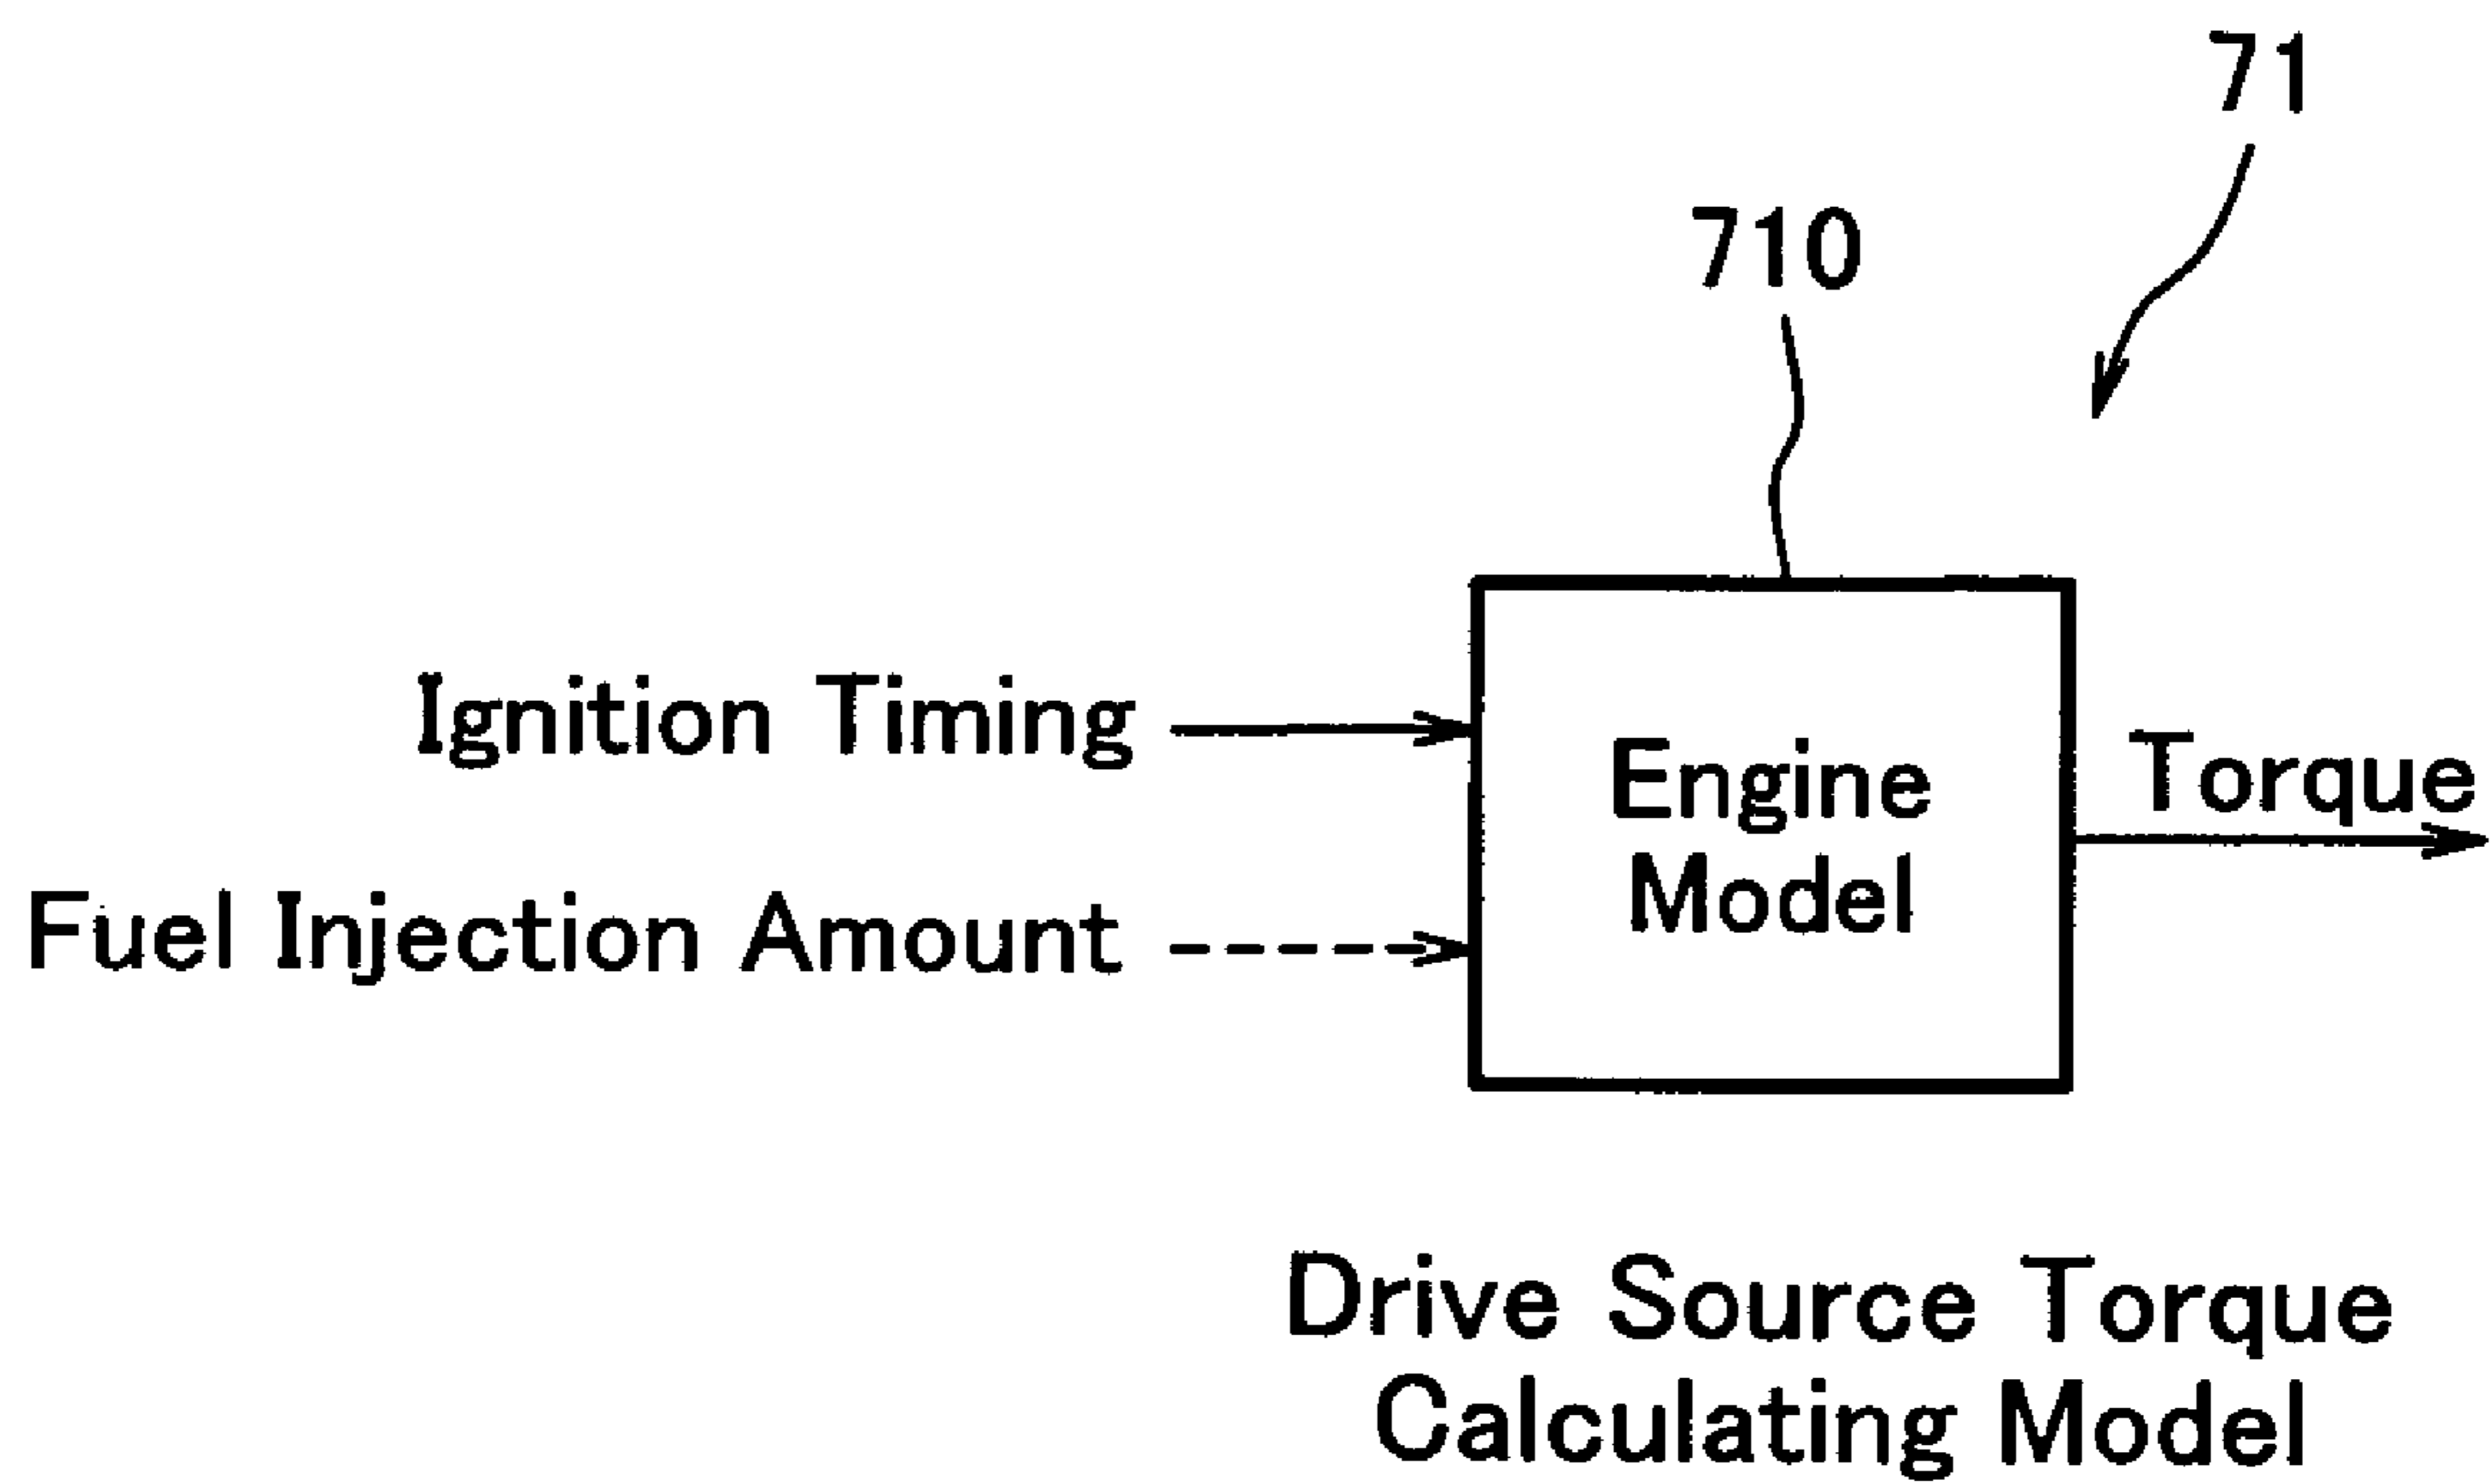 71
710
Ignition Timing
Engine
Model
Torque
Fuel Injection Amount
Drive Source Torque
Calculating Model